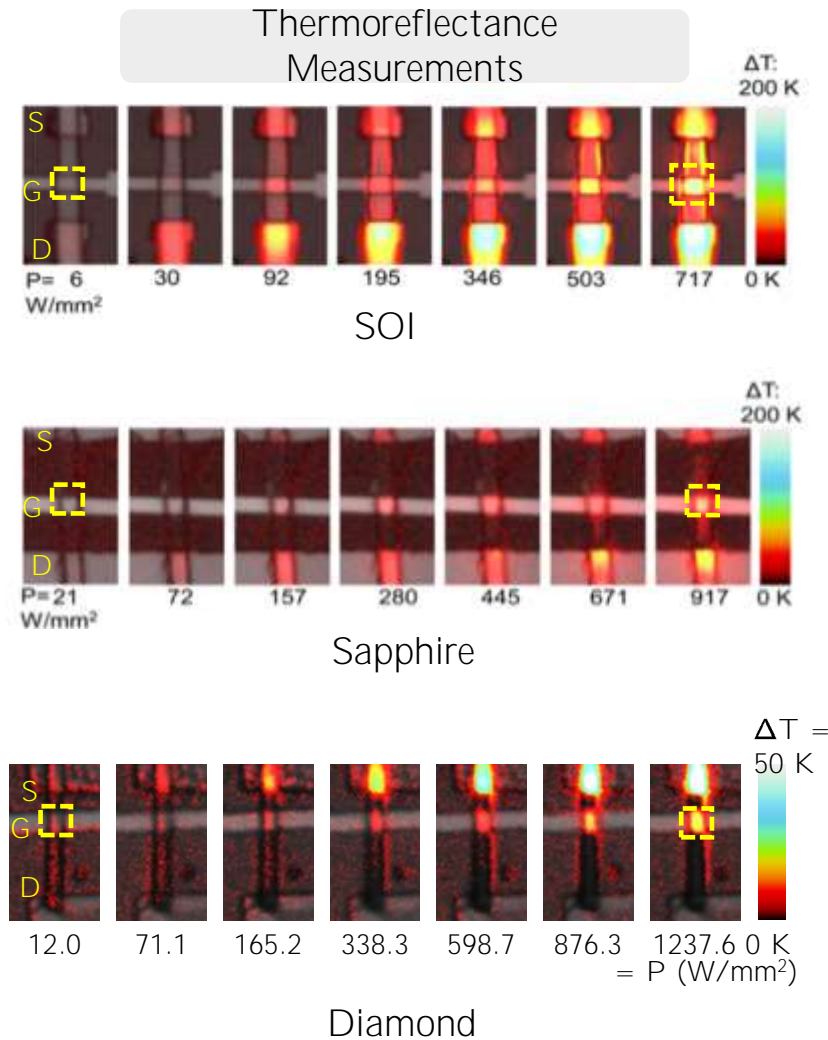 Thermoreflectance
Measurements
ΔT:
200 K
S
G
D
P= 6 30 92 195 346 503 717 0 K
W/mm²
SOI
ΔT:
200 K
S
G
D
P=21 72 157 280 445 671 917 0 K
W/mm²
Sapphire
ΔT =
50 K
S
G
D
12.0 71.1 165.2 338.3 598.7 876.3 1237.6 0 K
= P (W/mm²)
Diamond